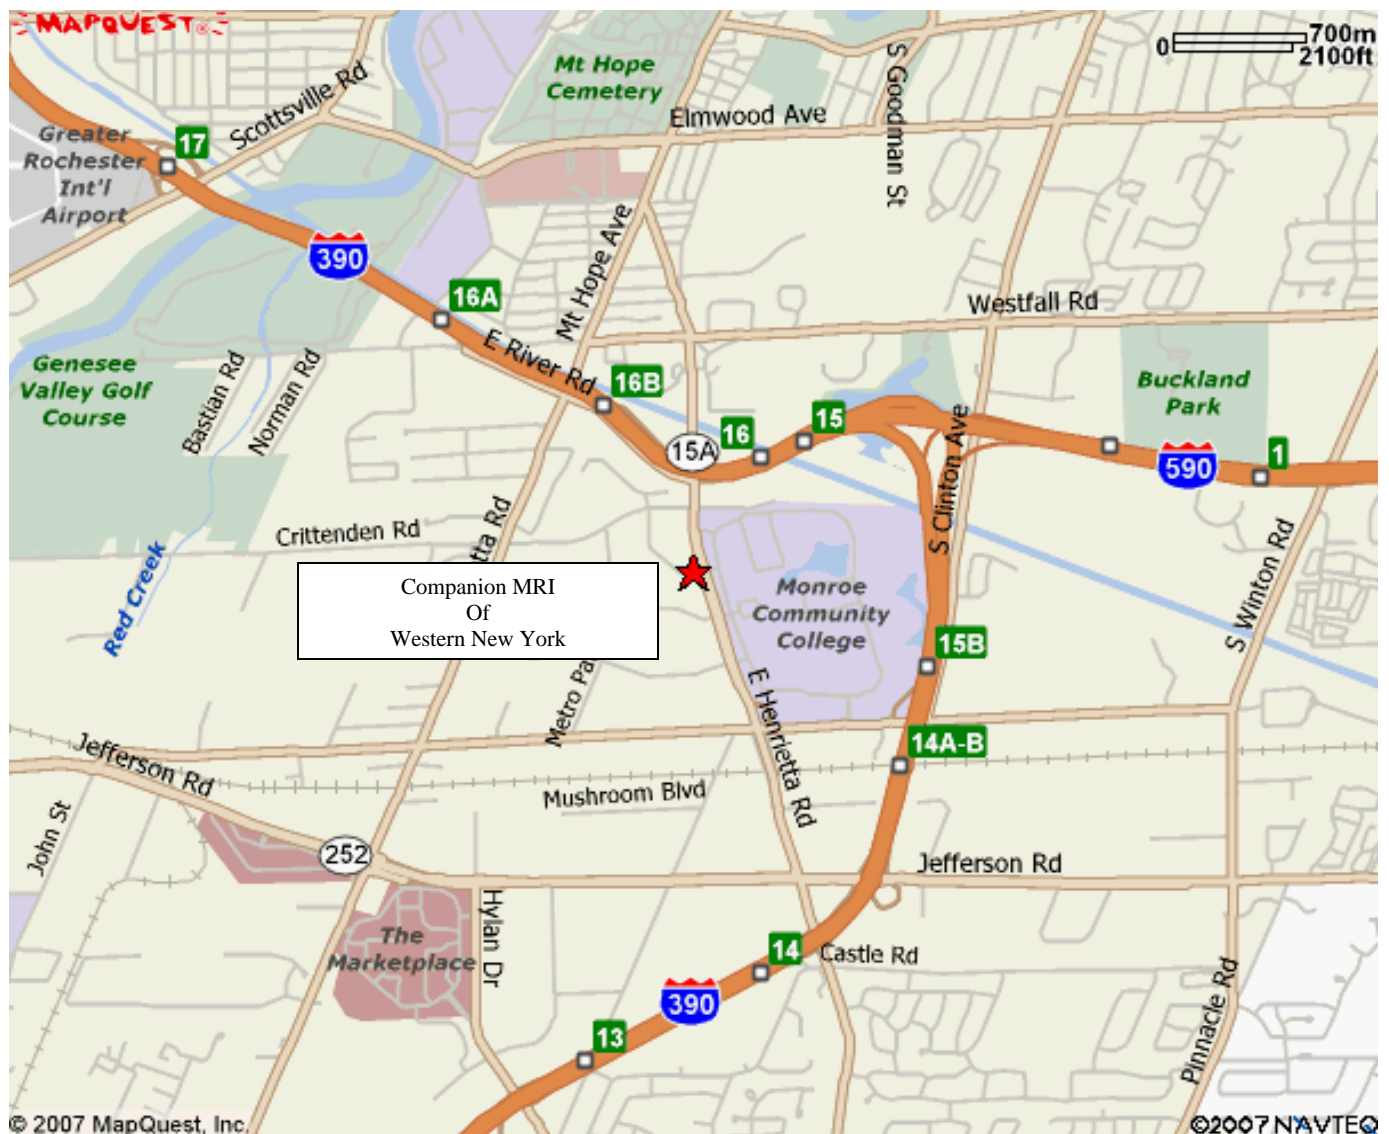 MAPQUEST
0
700m
2100ft
Mt Hope
Cemetery
S Goodman St
Elmwood Ave
Scottsville Rd
17
Greater
Rochester
Int'l
Airport
390
16A
Mt Hope Ave
Westfall Rd
E River Rd
16B
Genesee
Valley Golf
Course
Bastian Rd
Norman Rd
Buckland
Park
15
16
15A
S Clinton Ave
590
1
Crittenden Rd
Red Creek
Companion MRI
Of
Western New York
Monroe
Community
College
S Winton Rd
15B
E Henrietta Rd
14A-B
Jefferson Rd
Mushroom Blvd
John St
252
Jefferson Rd
Hylan Dr
The
Marketplace
14
Castle Rd
390
13
Pinnacle Rd
© 2007 MapQuest, Inc.
©2007 NAVTEQ